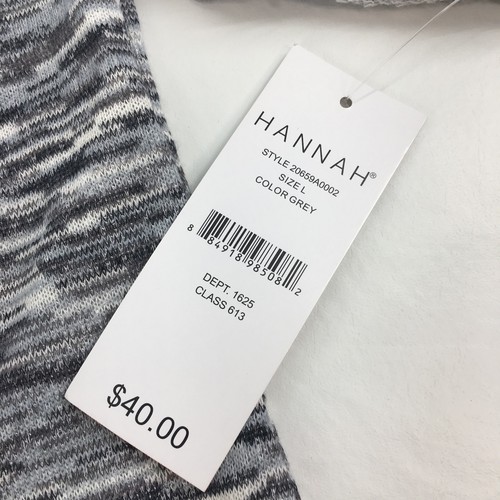 HANNAH®
STYLE 20659A0002
SIZE L
COLOR GREY
8 84918 98508 2
DEPT. 1625
CLASS 613
$40.00